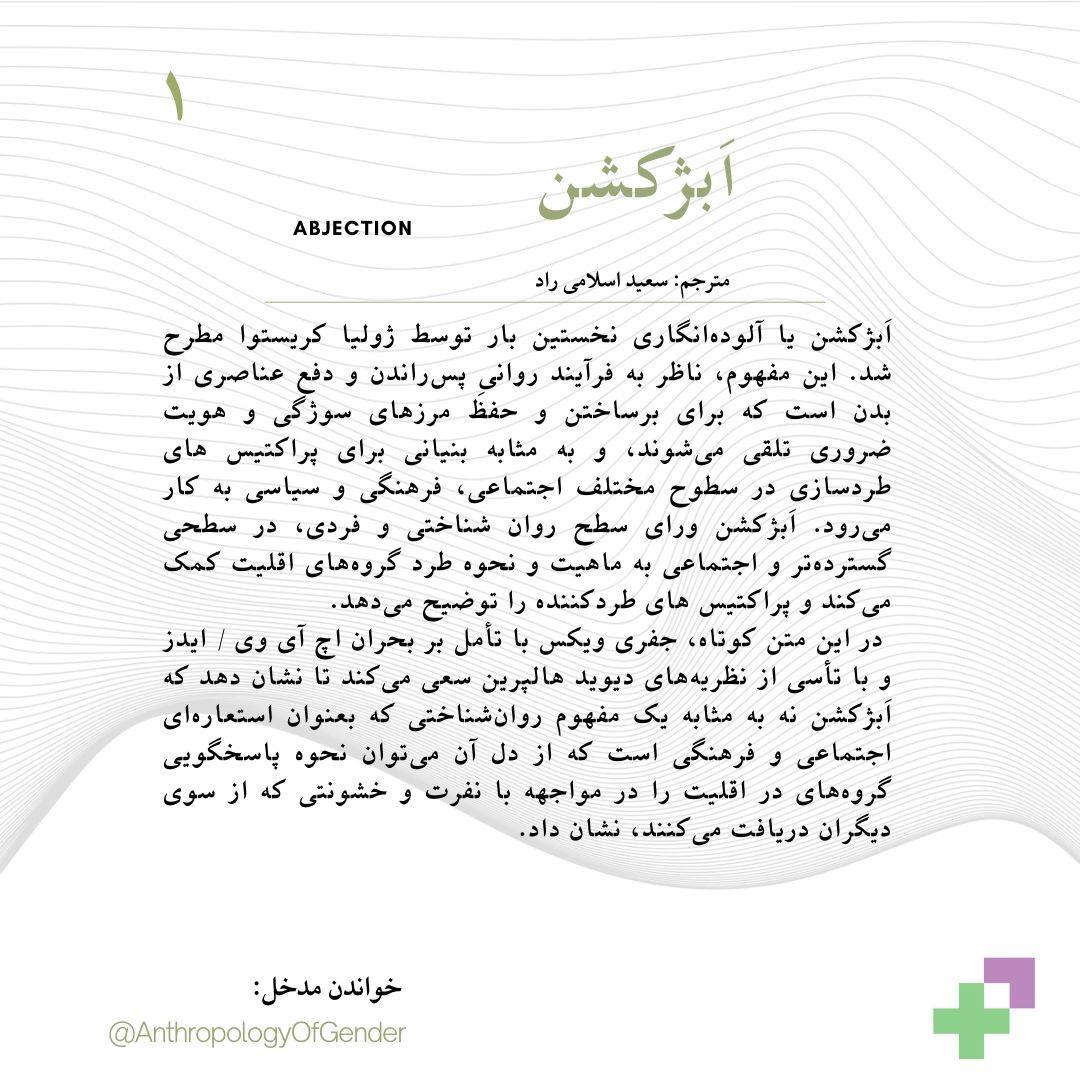 ۱
اَبژکشن
ABJECTION
مترجم: سعید اسلامی راد
اَبژکشن یا آلوده‌انگاری نخستین بار توسط ژولیا کریستوا مطرح
شد. این مفهوم، ناظر به فرآیند روانیِ پس‌راندن و دفع عناصری از
بدن است که برای برساختن و حفظ مرزهای سوژگی و هویت
ضروری تلقی می‌شوند، و به مثابه بنیانی برای پراکتیس های
طردسازی در سطوح مختلف اجتماعی، فرهنگی و سیاسی به کار
می‌رود. اَبژکشن ورای سطح روان شناختی و فردی، در سطحی
گسترده‌تر و اجتماعی به ماهیت و نحوه طرد گروه‌های اقلیت کمک
می‌کند و پراکتیس های طردکننده را توضیح می‌دهد.
در این متن کوتاه، جفری ویکس با تأمل بر بحران اچ آی وی / ایدز
و با تأسی از نظریه‌های دیوید هالپرین سعی می‌کند تا نشان دهد که
اَبژکشن نه به مثابه یک مفهوم روان‌شناختی که بعنوان استعاره‌ای
اجتماعی و فرهنگی است که از دل آن می‌توان نحوه پاسخگویی
گروه‌های در اقلیت را در مواجهه با نفرت و خشونتی که از سوی
دیگران دریافت می‌کنند، نشان داد.
خواندن مدخل:
@AnthropologyOfGender